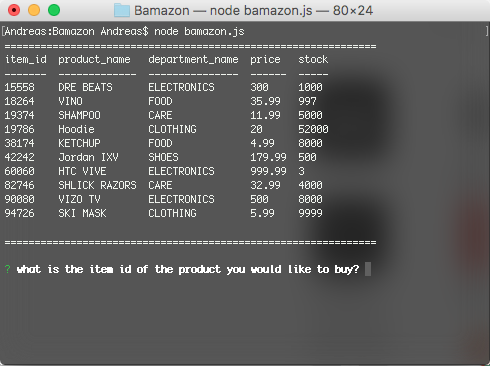 Bamazon — node bamazon.js — 80×24
[Andreas:Bamazon Andreas$ node bamazon.js ]
==========================================================
item_id product_name department_name price stock
------- ------------- --------------- ------ -----
15558 DRE BEATS ELECTRONICS 300 1000
18264 VINO FOOD 35.99 997
19374 SHAMPOO CARE 11.99 5000
19786 Hoodie CLOTHING 20 52000
38174 KETCHUP FOOD 4.99 8000
42242 Jordan IXV SHOES 179.99 500
60060 HTC VIVE ELECTRONICS 999.99 3
82746 SHLICK RAZORS CARE 32.99 4000
90080 VIZO TV ELECTRONICS 500 8000
94726 SKI MASK CLOTHING 5.99 9999
==========================================================
? what is the item id of the product you would like to buy?